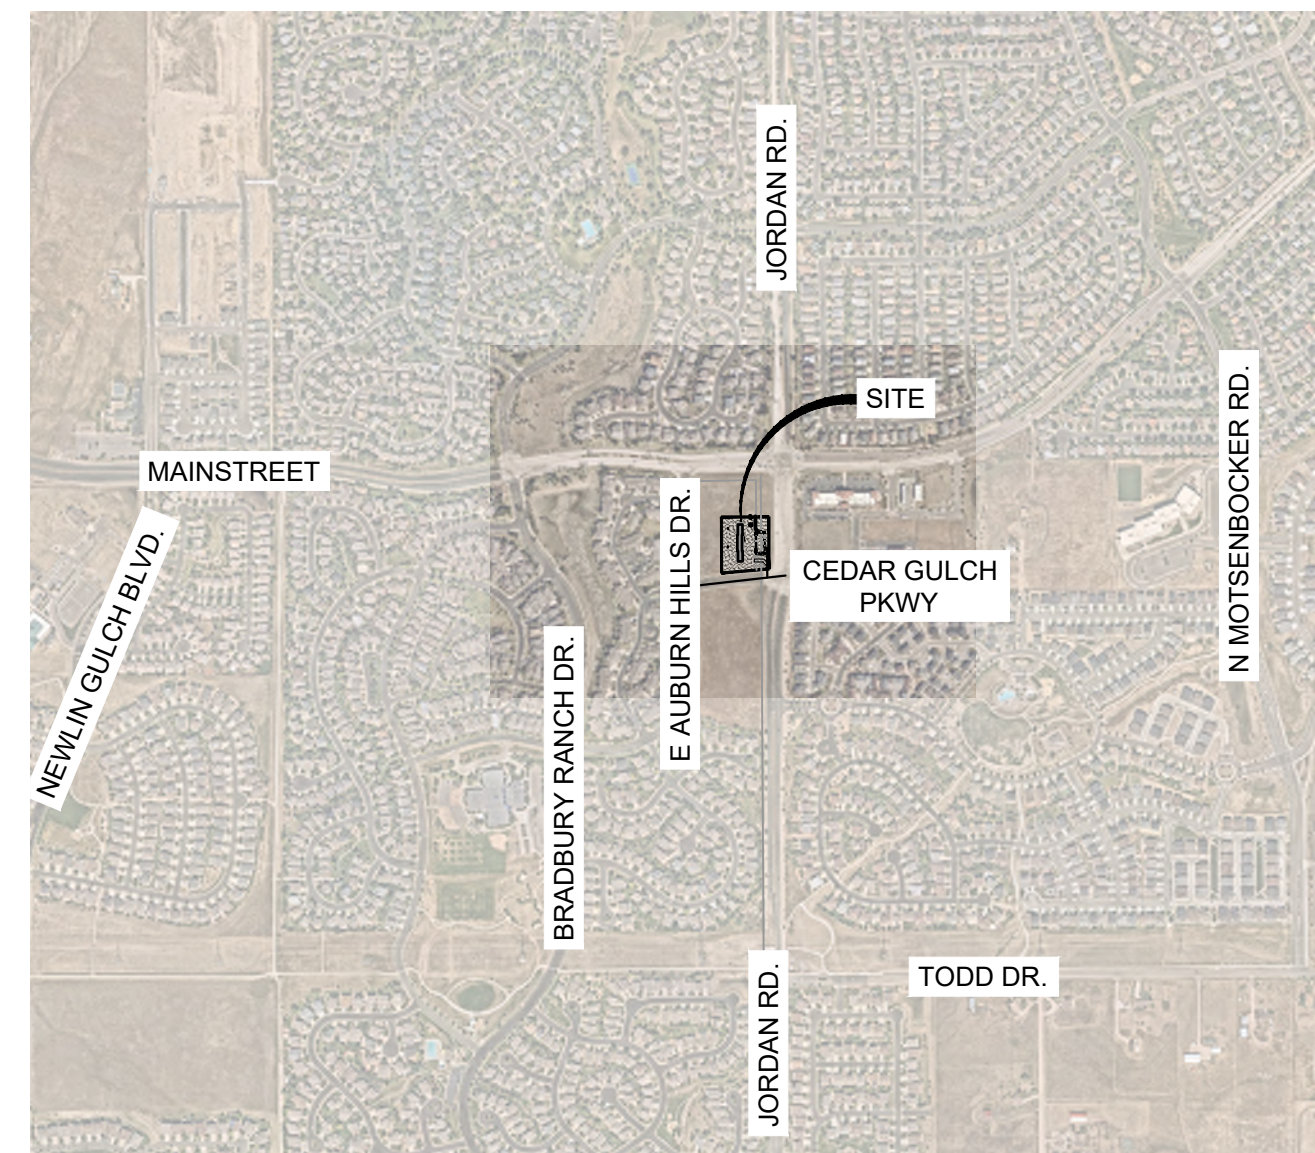 JORDAN RD.
SITE
MAINSTREET
N MOTSENBOCKER RD.
E AUBURN HILLS DR.
NEWLIN GULCH BLVD.
CEDAR GULCH
PKWY
BRADBURY RANCH DR.
JORDAN RD.
TODD DR.